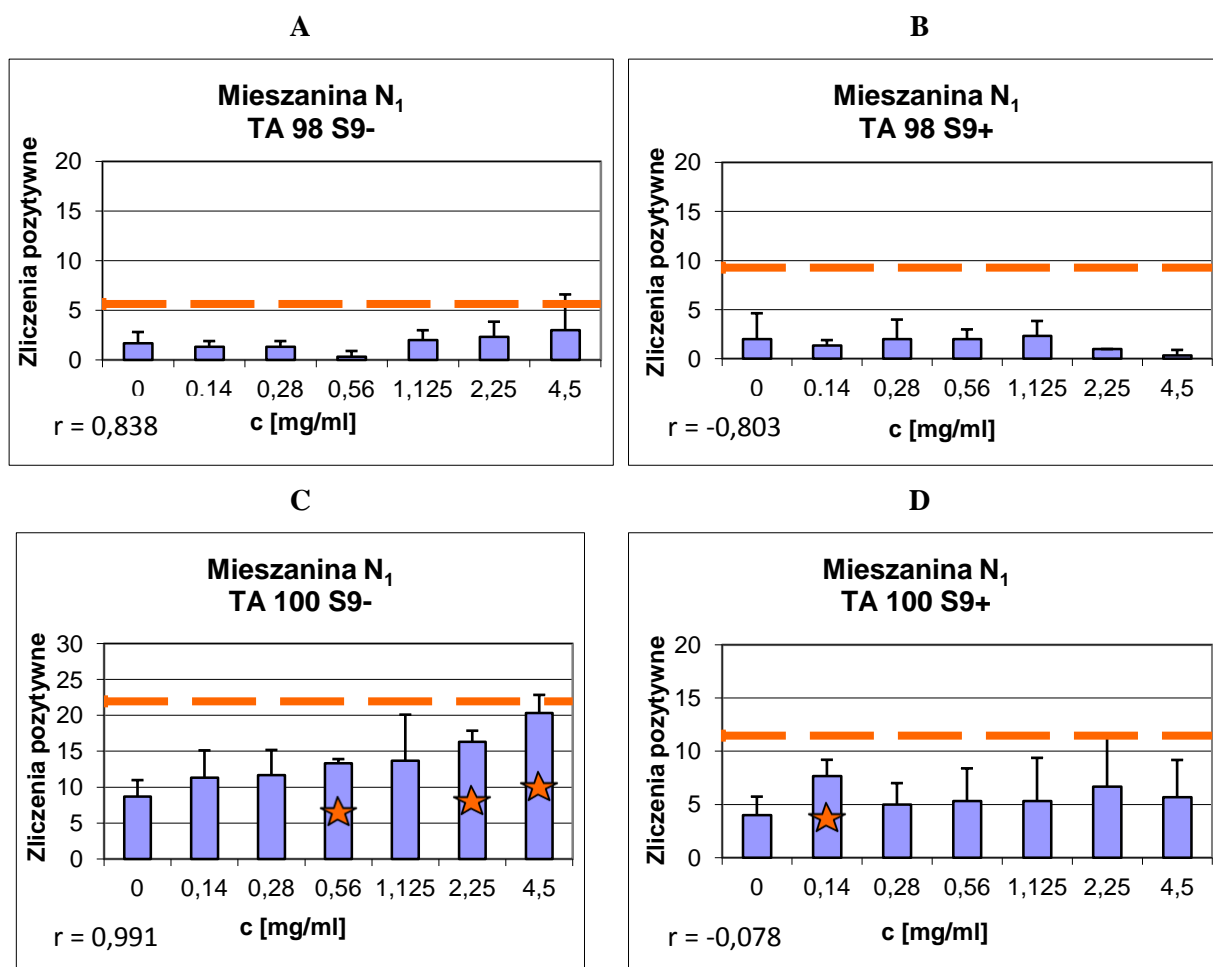 A
Mieszanina N₁
TA 98 S9-
Zliczenia pozytywne
20
15
10
5
0
0 0.14 0,28 0,56 1,125 2,25 4,5
c [mg/ml]
r = 0,838
B
Mieszanina N₁
TA 98 S9+
Zliczenia pozytywne
20
15
10
5
0
0 0.14 0,28 0,56 1,125 2,25 4,5
c [mg/ml]
r = -0,803
C
Mieszanina N₁
TA 100 S9-
Zliczenia pozytywne
30
25
20
15
10
5
0
0 0,14 0,28 0,56 1,125 2,25 4,5
c [mg/ml]
r = 0,991
D
Mieszanina N₁
TA 100 S9+
Zliczenia pozytywne
20
15
10
5
0
0 0,14 0,28 0,56 1,125 2,25 4,5
c [mg/ml]
r = -0,078